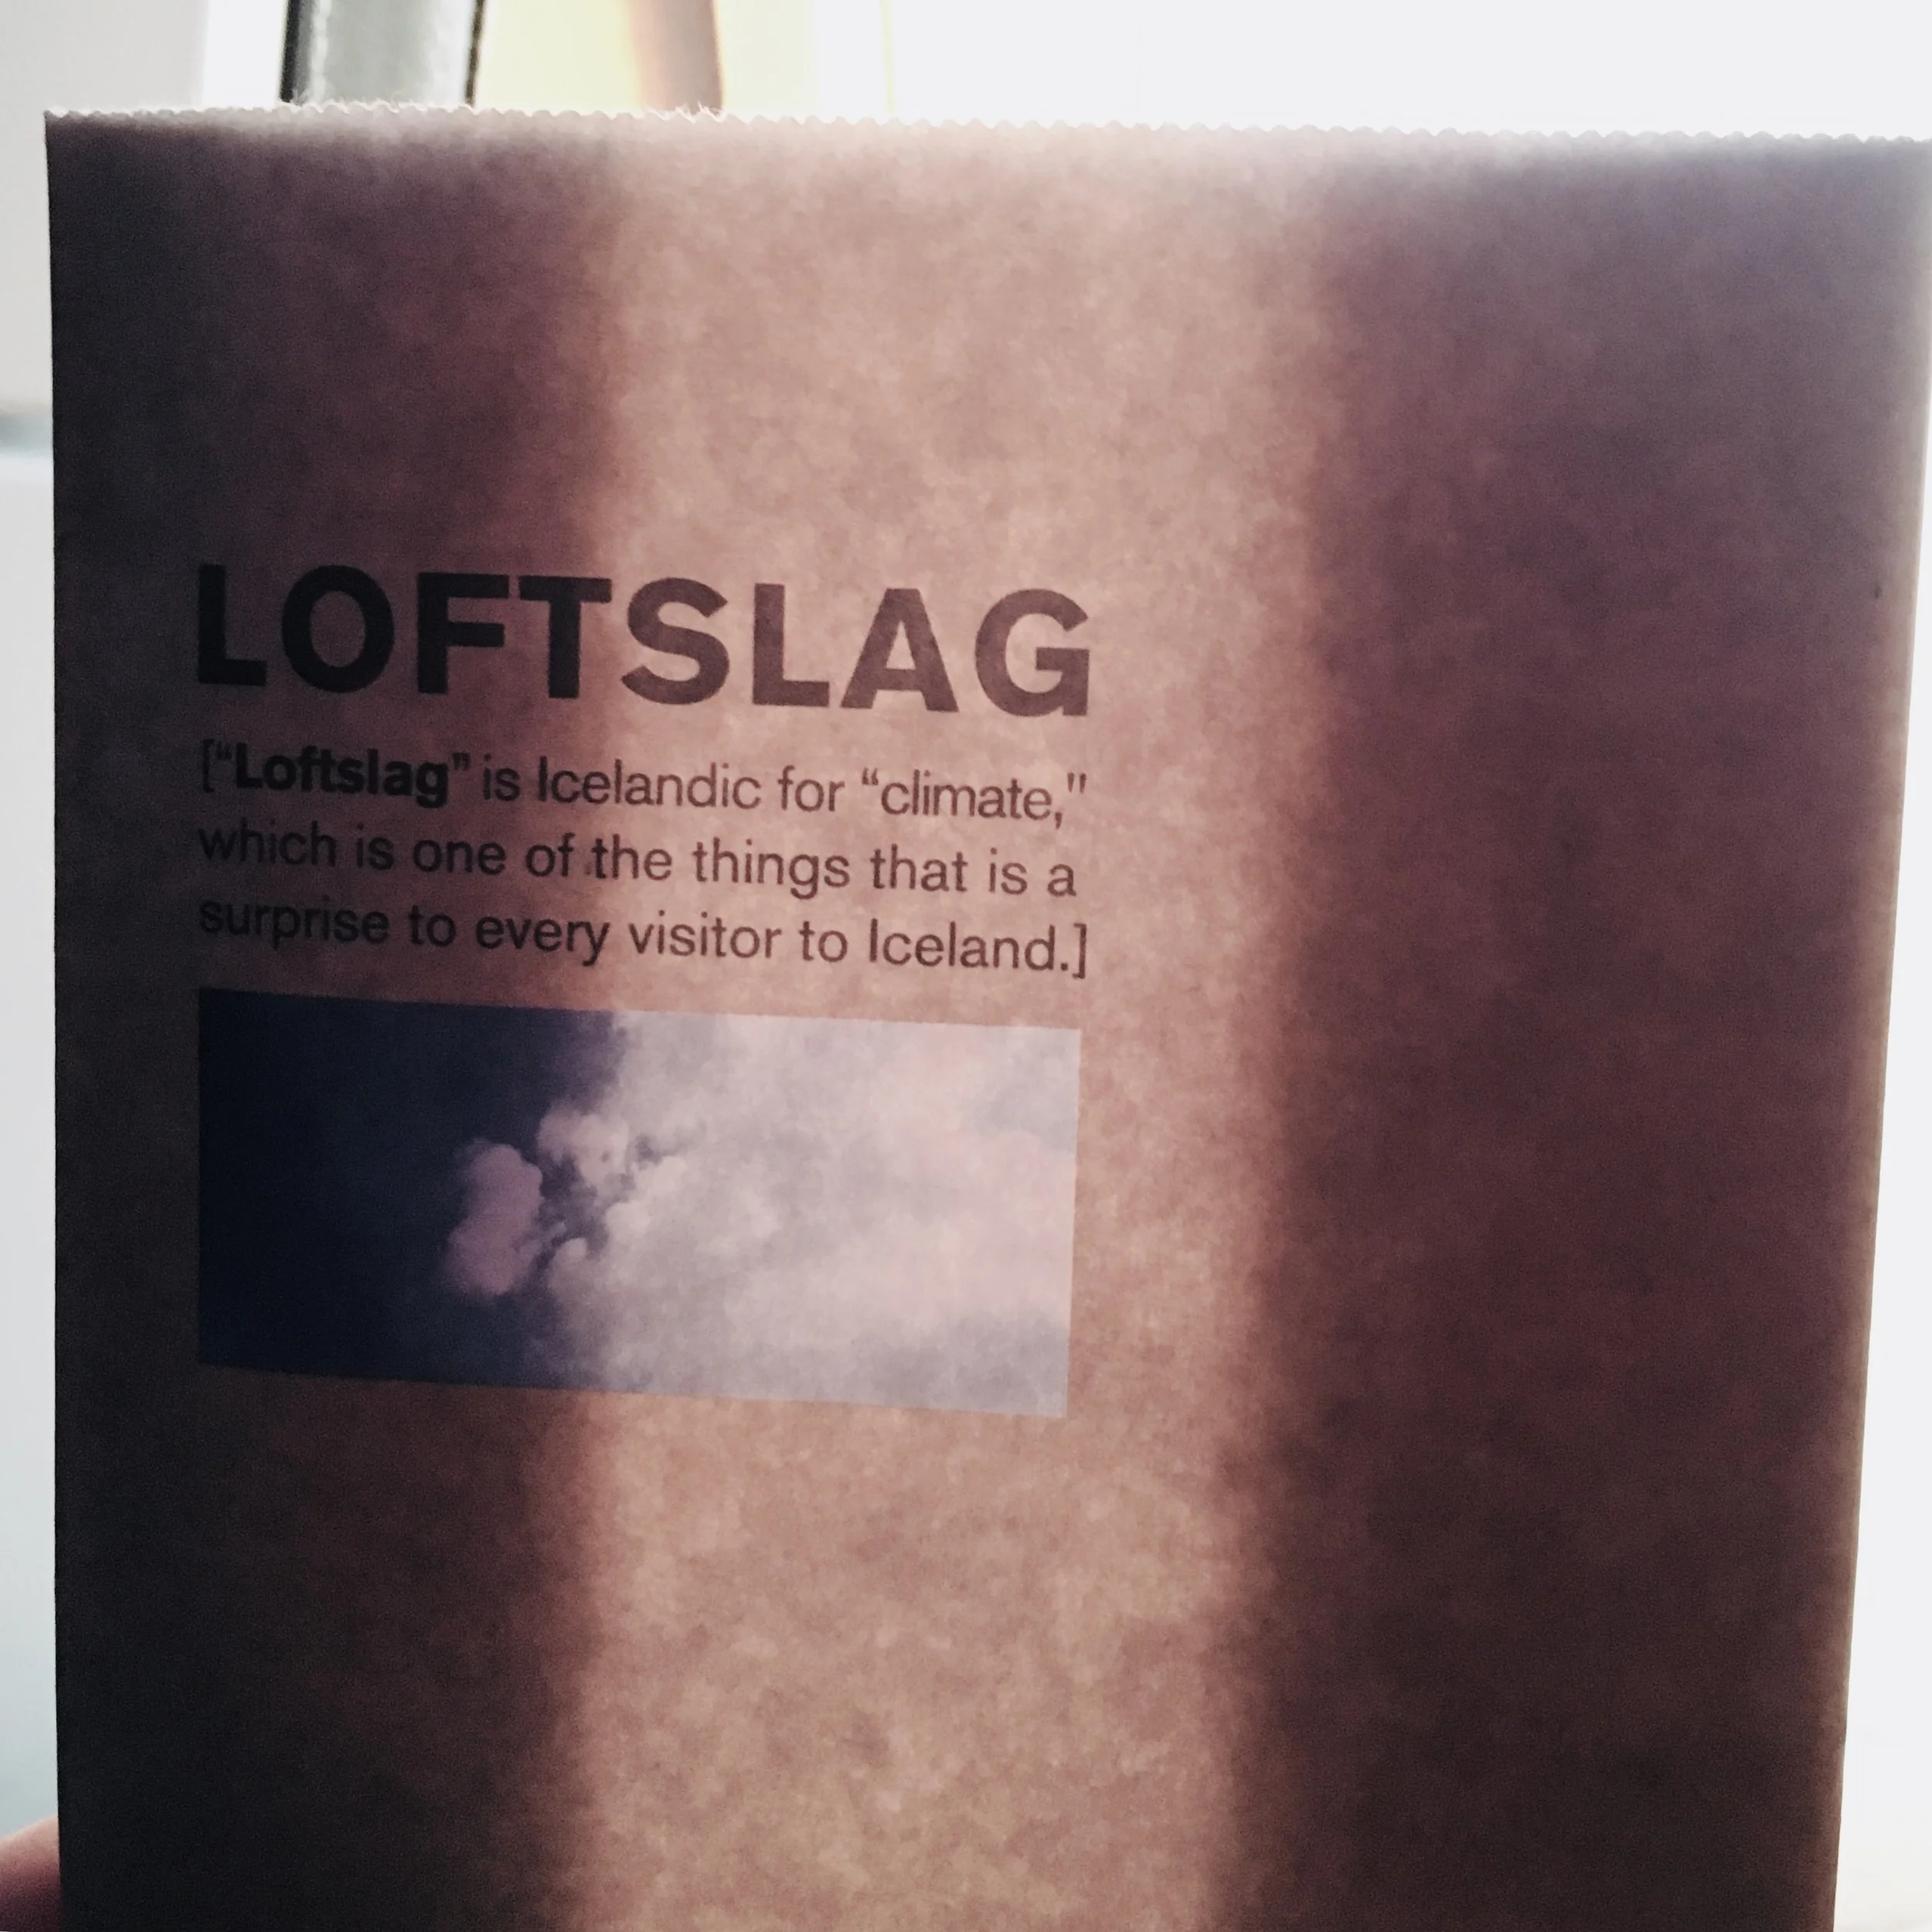 LOFTSLAG
[“Loftslag” is Icelandic for “climate,"
which is one of the things that is a
surprise to every visitor to Iceland.]